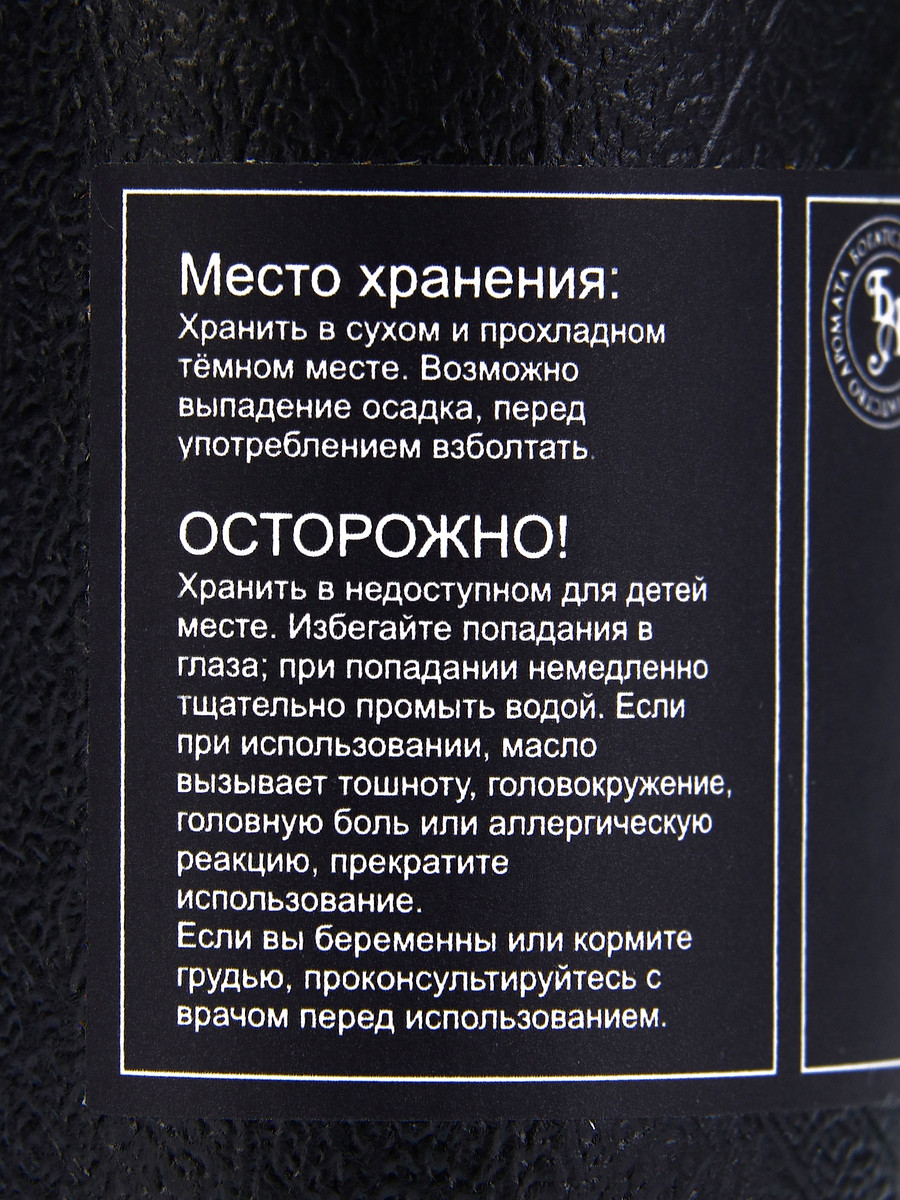 Место хранения:
Хранить в сухом и прохладном
тёмном месте. Возможно
выпадение осадка, перед
употреблением взболтать.
ОСТОРОЖНО!
Хранить в недоступном для детей
месте. Избегайте попадания в
глаза; при попадании немедленно
тщательно промыть водой. Если
при использовании, масло
вызывает тошноту, головокружение,
головную боль или аллергическую
реакцию, прекратите
использование.
Если вы беременны или кормите
грудью, проконсультируйтесь с
врачом перед использованием.
АРОМАТА